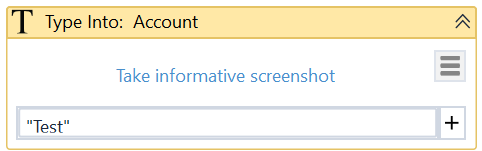 T Type Into: Account
Take informative screenshot
"Test" +